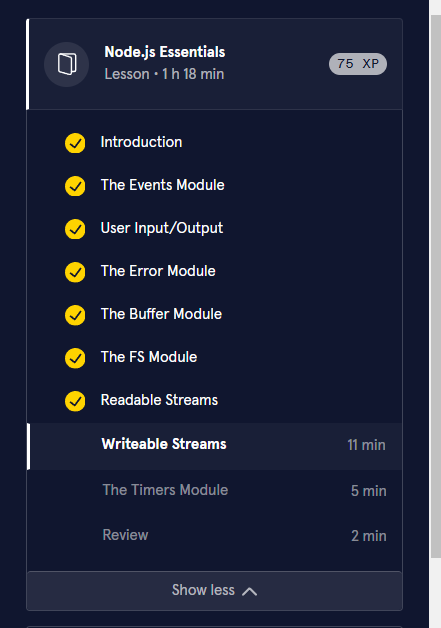 Node.js Essentials
Lesson • 1 h 18 min
75 XP
Introduction
The Events Module
User Input/Output
The Error Module
The Buffer Module
The FS Module
Readable Streams
Writeable Streams 11 min
The Timers Module 5 min
Review 2 min
Show less